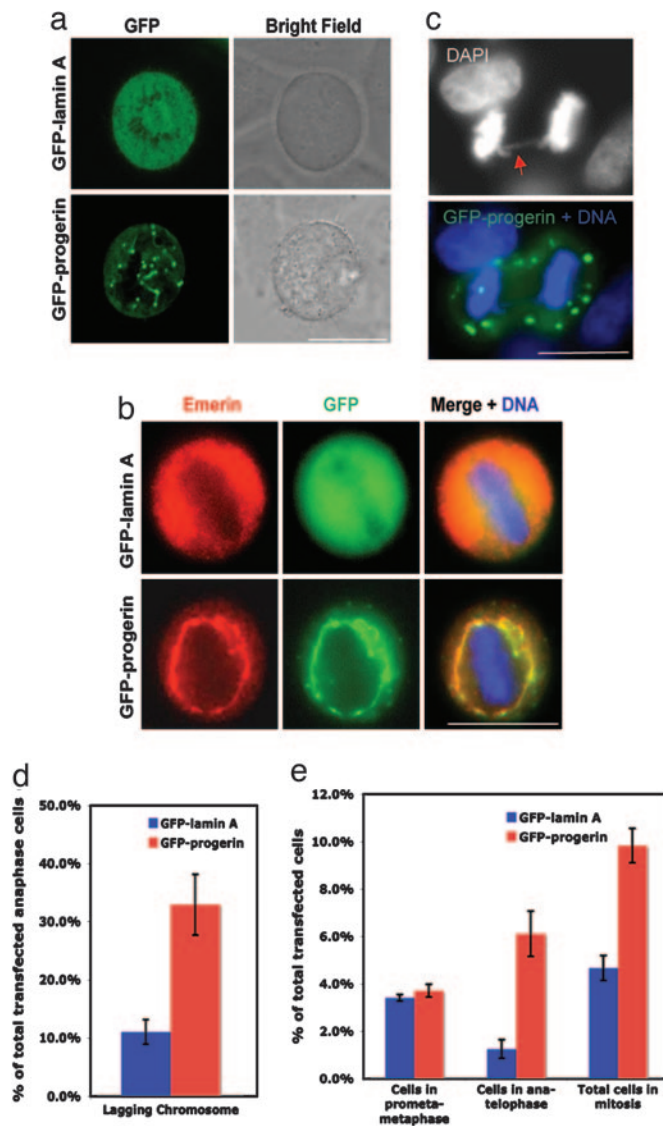 a
GFP
Bright Field
GFP-lamin A
GFP-progerin
c
DAPI
GFP-progerin + DNA
b
Emerin
GFP
Merge + DNA
GFP-lamin A
GFP-progerin
d
% of total transfected anaphase cells
50.0%
40.0%
30.0%
20.0%
10.0%
0.0%
GFP-lamin A
GFP-progerin
Lagging Chromosome
e
% of total transfected cells
12.0%
10.0%
8.0%
6.0%
4.0%
2.0%
0.0%
GFP-lamin A
GFP-progerin
Cells in
prometa-
metaphase
Cells in ana-
telophase
Total cells in
mitosis